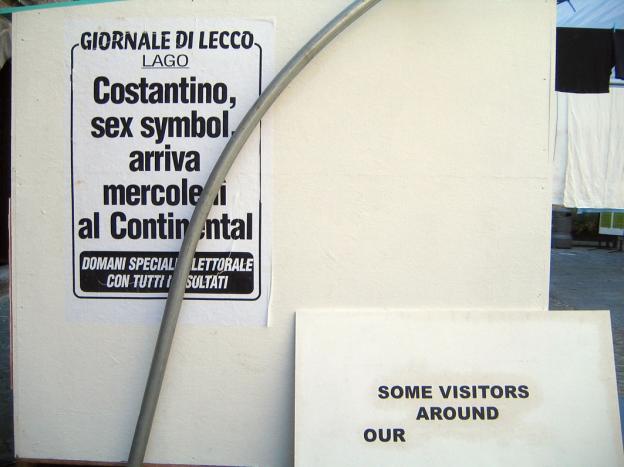 GIORNALE DI LECCO
LAGO
Costantino,
sex symbol,
arriva
mercoledì
al Continental
DOMANI SPECIALE ELETTORALE
CON TUTTI I RISULTATI
SOME VISITORS
AROUND
OUR